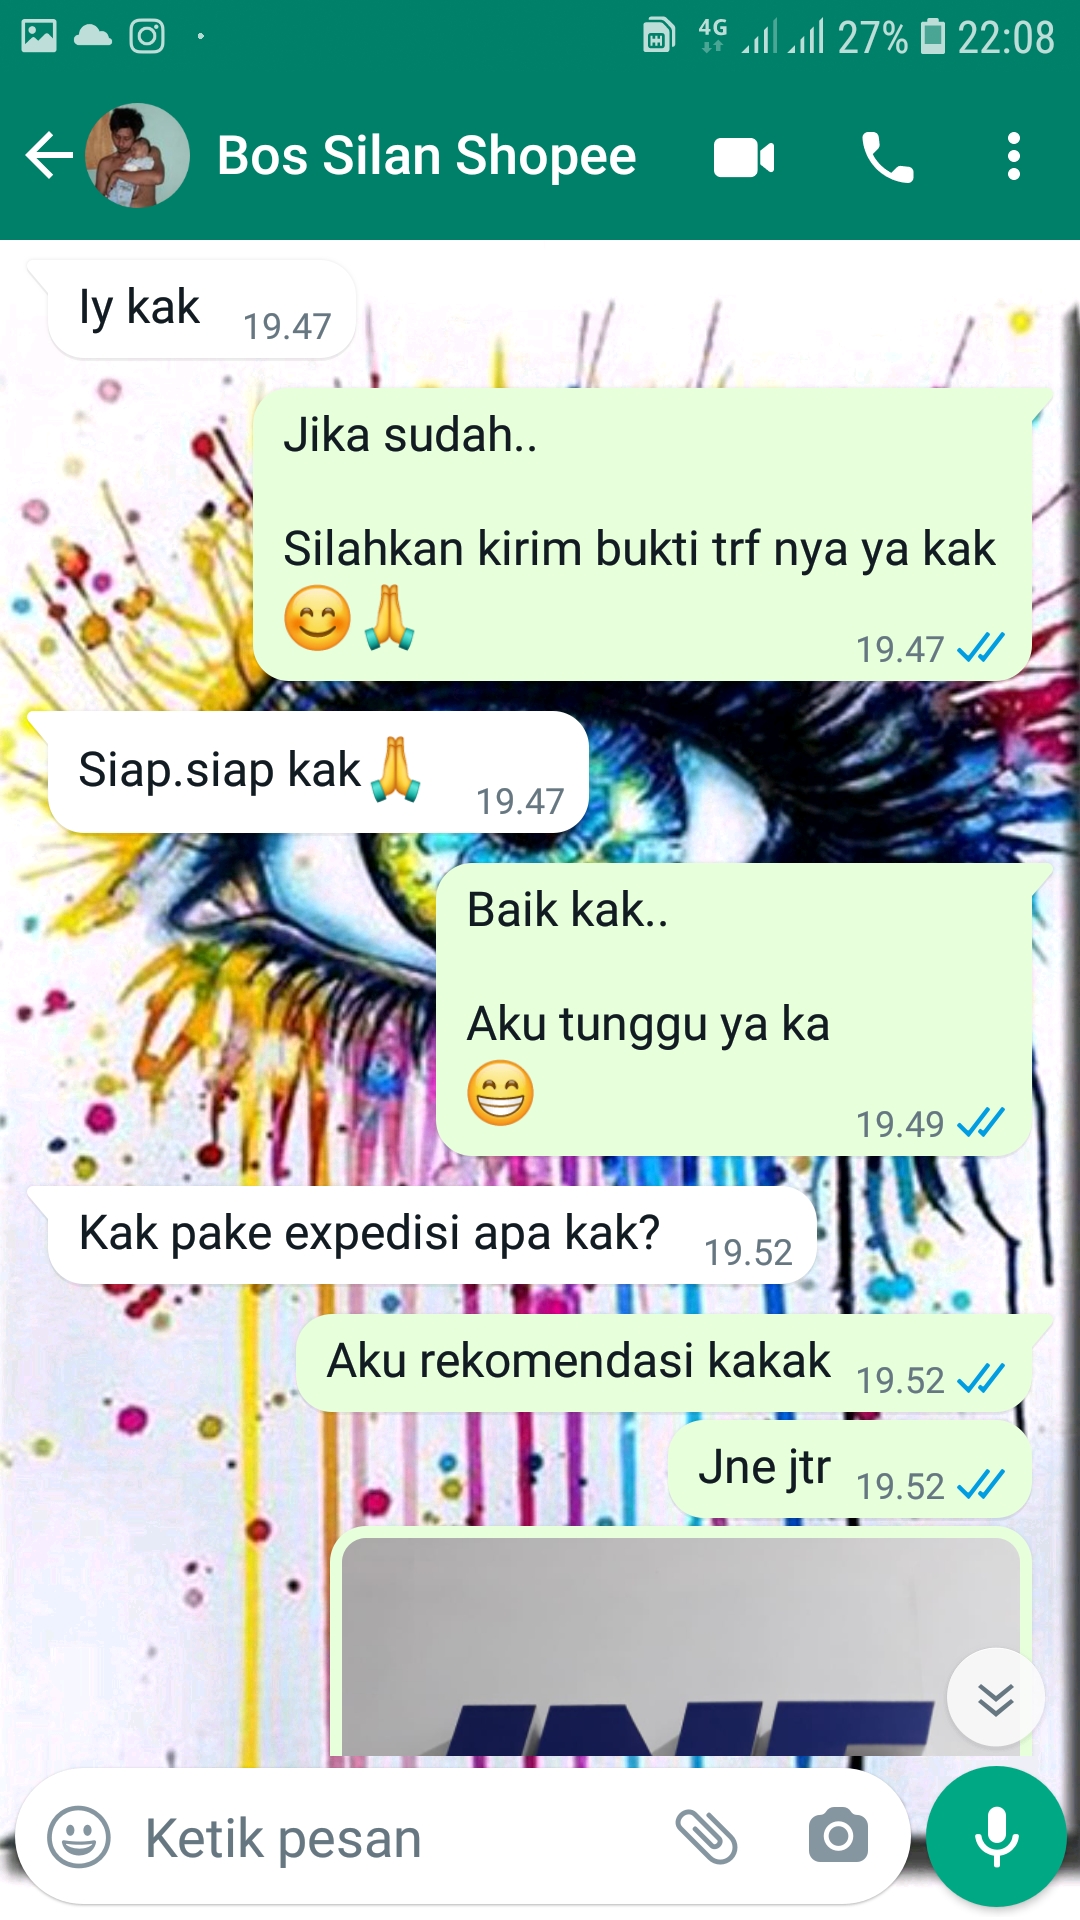 4G 27% 22:08
Bos Silan Shopee
Iy kak 19.47
Jika sudah..
Silahkan kirim bukti trf nya ya kak
😊🙏
19.47
Siap.siap kak🙏 19.47
Baik kak..
Aku tunggu ya ka
😁
19.49
Kak pake expedisi apa kak? 19.52
Aku rekomendasi kakak 19.52
Jne jtr 19.52
JNE
Ketik pesan